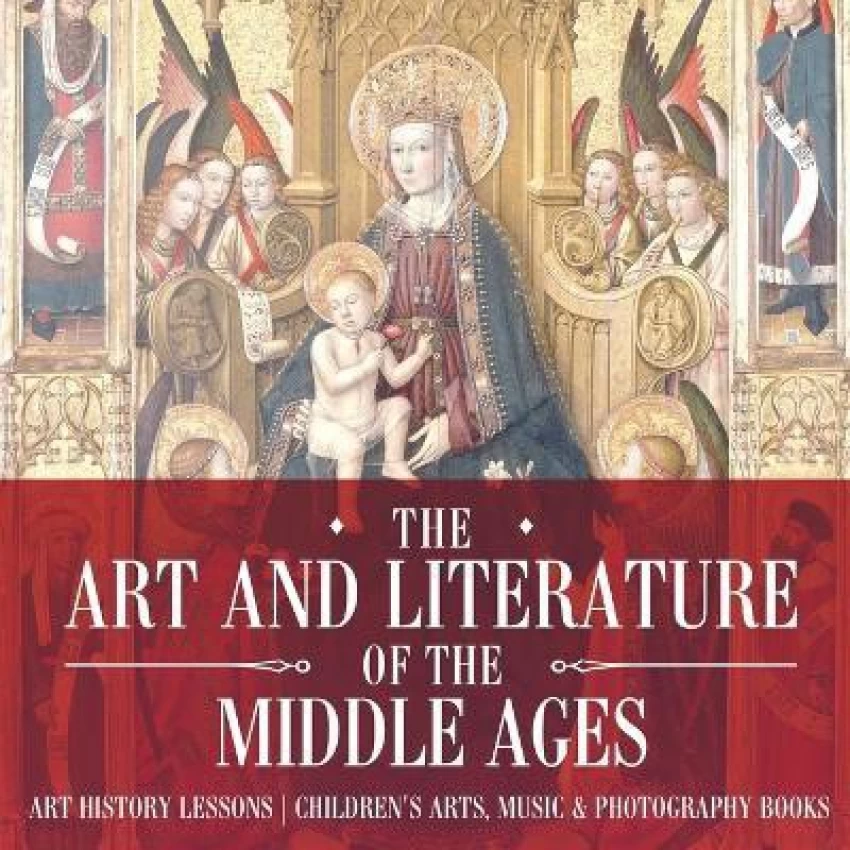 THE
ART AND LITERATURE
OF THE
MIDDLE AGES
ART HISTORY LESSONS | CHILDREN'S ARTS, MUSIC & PHOTOGRAPHY BOOKS